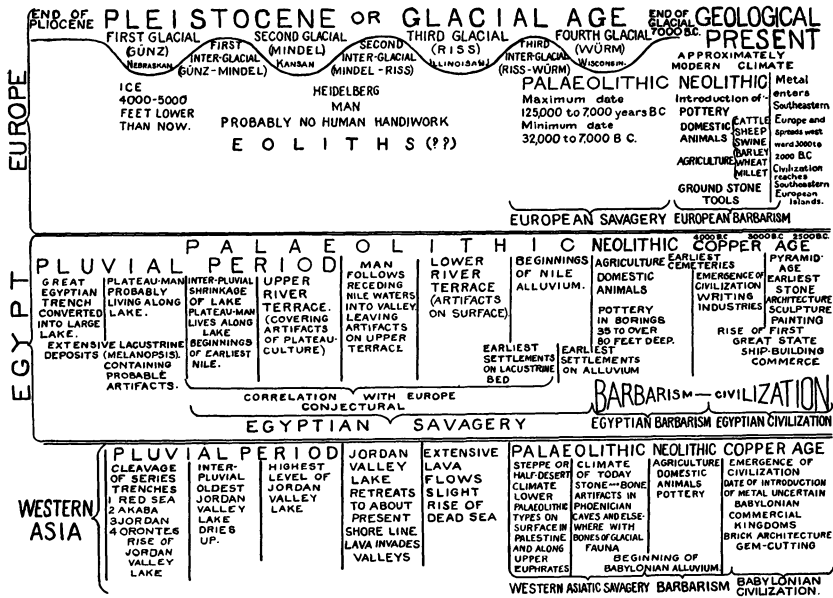 EUROPE
END OF
PLIOCENE
PLEISTOCENE OR GLACIAL AGE
END OF
GLACIAL
7000 B.C.
GEOLOGICAL
PRESENT
FIRST GLACIAL
(GÜNZ)
NEBRASKAN
FIRST
INTER-GLACIAL
(GÜNZ-MINDEL)
SECOND GLACIAL
(MINDEL)
KANSAN
SECOND
INTER-GLACIAL
(MINDEL-RISS)
THIRD GLACIAL
(RISS)
THIRD
INTER-GLACIAL
(RISS-WÜRM)
FOURTH GLACIAL
(WÜRM)
WISCONSIN.
APPROXIMATELY
MODERN CLIMATE
ICE
4000-5000
FEET LOWER
THAN NOW.
HEIDELBERG
MAN
PROBABLY NO HUMAN HANDIWORK
EOLITHS (??)
PALAEOLITHIC
Maximum date
125,000 to 7,000 years BC
Minimum date
32,000 to 7,000 B C.
NEOLITHIC
Introduction of-
POTTERY
DOMESTIC
ANIMALS
CATTLE
SHEEP
SWINE
AGRICULTURE
BARLEY
WHEAT
MILLET
GROUND STONE
TOOLS
Metal
enters
Southeastern
Europe and
spreads west
ward 3000 to
2000 B.C
Civilization
reaches
Southeastern
European
Islands.
EUROPEAN SAVAGERY
EUROPEAN BARBARISM
EGYPT
PALAEOLITHIC
NEOLITHIC
4000 B.C
3000 B.C
2500 B.C.
COPPER AGE
PLUVIAL PERIOD
GREAT
EGYPTIAN
TRENCH
CONVERTED
INTO LARGE
LAKE.
PLATEAU-MAN
PROBABLY
LIVING ALONG
LAKE.
EXTENSIVE LACUSTRINE
DEPOSITS (MELANOPSIS).
CONTAINING
PROBABLE
ARTIFACTS.
INTER-PLUVIAL
SHRINKAGE
OF LAKE
PLATEAU-MAN
LIVES ALONG
LAKE
BEGINNINGS
OF EARLIEST
NILE.
UPPER
RIVER
TERRACE.
(COVERING
ARTIFACTS
OF PLATEAU-
CULTURE)
MAN
FOLLOWS
RECEDING
NILE WATERS
INTO VALLEY
LEAVING
ARTIFACTS
ON UPPER
TERRACE
LOWER
RIVER
TERRACE
(ARTIFACTS
ON SURFACE).
BEGINNINGS
OF NILE
ALLUVIUM.
EARLIEST
SETTLEMENTS
ON LACUSTRINE
BED
EARLIEST
SETTLEMENTS
ON ALLUVIUM
AGRICULTURE
DOMESTIC
ANIMALS
POTTERY
IN BORINGS
35 TO OVER
80 FEET DEEP.
EARLIEST
CEMETERIES
EMERGENCE OF
CIVILIZATION
WRITING
INDUSTRIES
PYRAMID-
AGE
EARLIEST
STONE
ARCHITECTURE
SCULPTURE
PAINTING
RISE OF FIRST
GREAT STATE
SHIP-BUILDING
COMMERCE
CORRELATION WITH EUROPE
CONJECTURAL
BARBARISM — CIVILIZATION
EGYPTIAN SAVAGERY
EGYPTIAN BARBARISM
EGYPTIAN CIVILIZATION
WESTERN
ASIA
PLUVIAL PERIOD
CLEAVAGE
OF SERIES
TRENCHES
1 RED SEA
2 AKABA
3 JORDAN
4 ORONTES
RISE OF
JORDAN
VALLEY
LAKE
INTER-
PLUVIAL
OLDEST
JORDAN
VALLEY
LAKE
DRIES
UP.
HIGHEST
LEVEL OF
JORDAN
VALLEY
LAKE
JORDAN
VALLEY
LAKE
RETREATS
TO ABOUT
PRESENT
SHORE LINE
LAVA INVADES
VALLEYS
EXTENSIVE
LAVA
FLOWS
SLIGHT
RISE OF
DEAD SEA
PALAEOLITHIC
NEOLITHIC
COPPER AGE
STEPPE OR
HALF-DESERT
CLIMATE
LOWER
PALAEOLITHIC
TYPES ON
SURFACE IN
PALESTINE
AND ALONG
UPPER
EUPHRATES
CLIMATE
OF TODAY
STONE AND BONE
ARTIFACTS IN
PHOENICIAN
CAVES AND ELSE-
WHERE WITH
BONES OF GLACIAL
FAUNA
AGRICULTURE
DOMESTIC
ANIMALS
POTTERY
BEGINNING OF
BABYLONIAN ALLUVIUM.
EMERGENCE OF
CIVILIZATION
DATE OF INTRODUCTION
OF METAL UNCERTAIN
BABYLONIAN
COMMERCIAL
KINGDOMS
BRICK ARCHITECTURE
GEM-CUTTING
WESTERN ASIATIC SAVAGERY
BARBARISM
BABYLONIAN
CIVILIZATION.